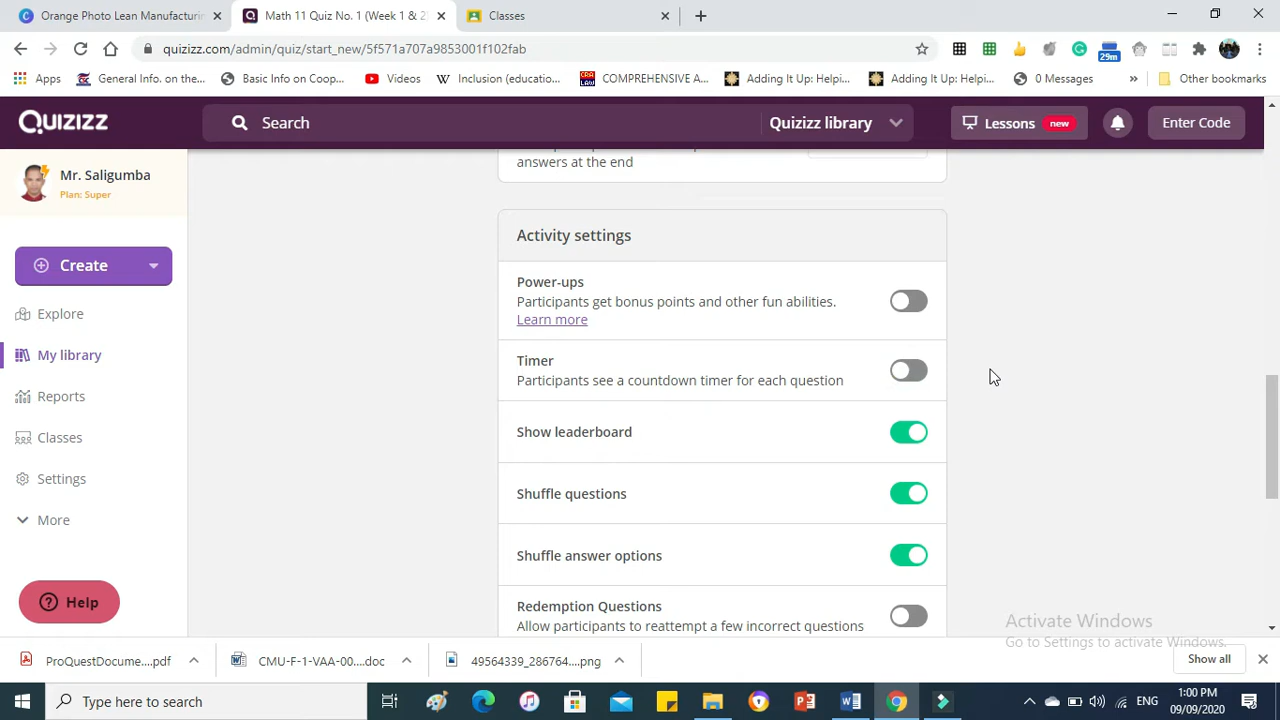 Orange Photo Lean Manufacturin
Math 11 Quiz No. 1 (Week 1 & 2
Classes
quizizz.com/admin/quiz/start_new/5f571a707a9853001f102fab
29m
Apps
General Info. on the...
Basic Info on Coop...
Videos
Inclusion (educatio...
CRA LAW
COMPREHENSIVE A...
Adding It Up: Helpi...
Adding It Up: Helpi...
0 Messages
»
Other bookmarks
Quizizz
Search
Quizizz library
Lessons new
Enter Code
Mr. Saligumba
Plan: Super
answers at the end
Activity settings
Create
Power-ups
Participants get bonus points and other fun abilities.
Learn more
Explore
My library
Timer
Participants see a countdown timer for each question
Reports
Show leaderboard
Classes
Settings
Shuffle questions
More
Shuffle answer options
Help
Redemption Questions
Allow participants to reattempt a few incorrect questions
Activate Windows
Go to Settings to activate Windows.
ProQuestDocume....pdf
CMU-F-1-VAA-00....doc
49564339_286764....png
Show all
Type here to search
ENG
1:00 PM
09/09/2020